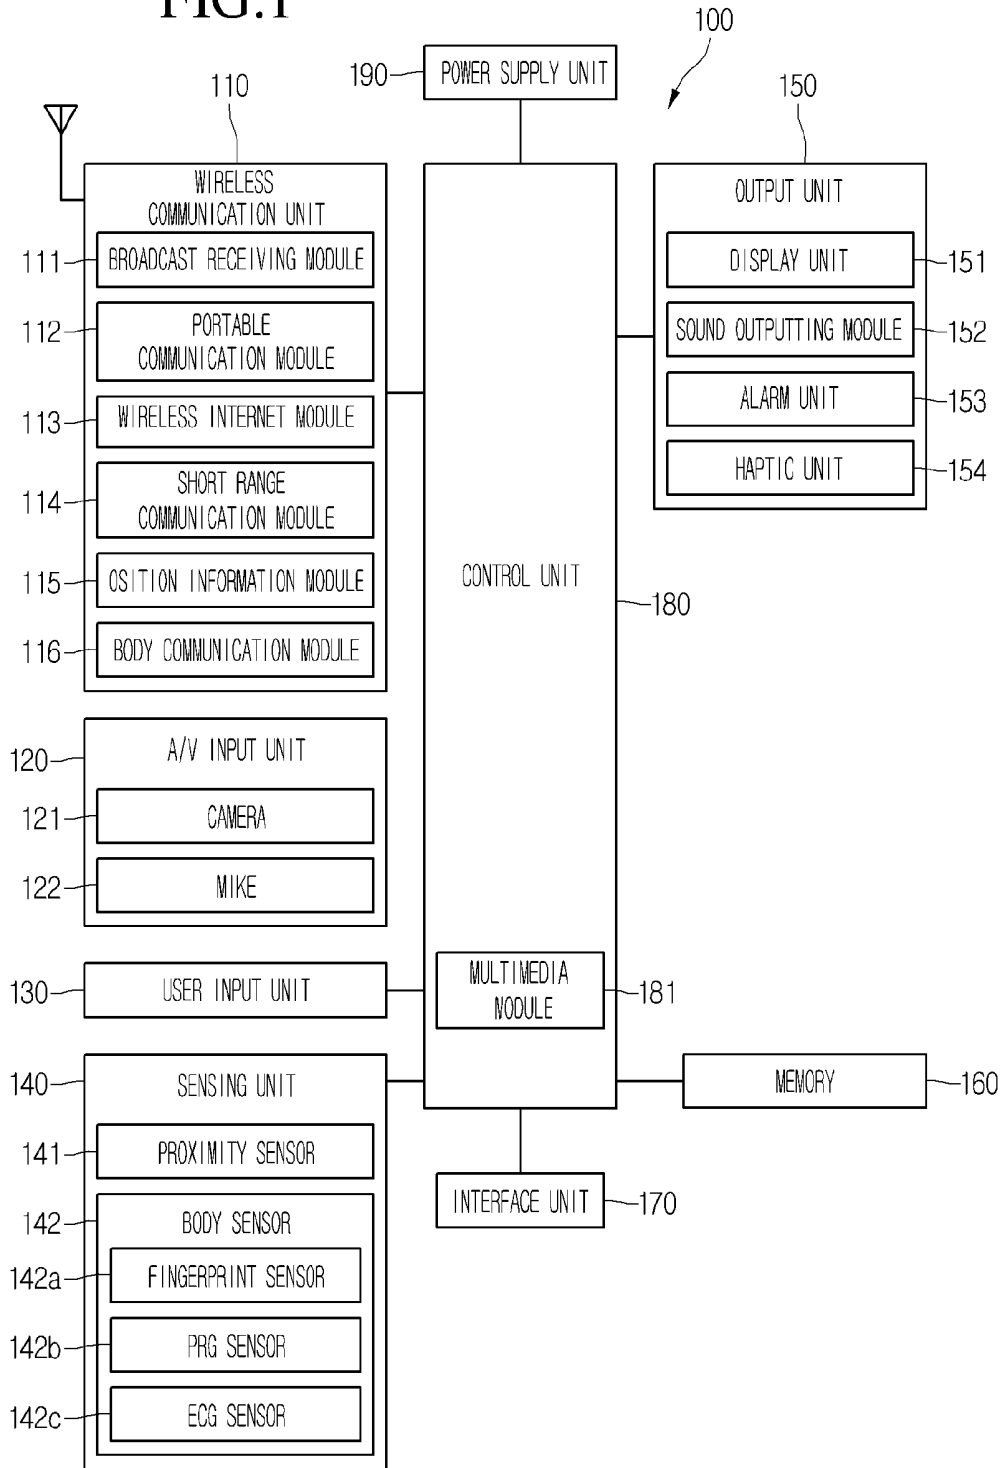 FIG.1
100
190
POWER SUPPLY UNIT
110
150
WIRELESS
COMMUNICATION UNIT
OUTPUT UNIT
111
BROADCAST RECEIVING MODULE
DISPLAY UNIT
151
112
PORTABLE
COMMUNICATION MODULE
SOUND OUTPUTTING MODULE
152
113
WIRELESS INTERNET MODULE
ALARM UNIT
153
114
SHORT RANGE
COMMUNICATION MODULE
HAPTIC UNIT
154
115
OSITION INFORMATION MODULE
CONTROL UNIT
180
116
BODY COMMUNICATION MODULE
120
A/V INPUT UNIT
121
CAMERA
122
MIKE
130
USER INPUT UNIT
MULTIMEDIA
NODULE
181
140
SENSING UNIT
MEMORY
160
141
PROXIMITY SENSOR
INTERFACE UNIT
170
142
BODY SENSOR
142a
FINGERPRINT SENSOR
142b
PRG SENSOR
142c
ECG SENSOR